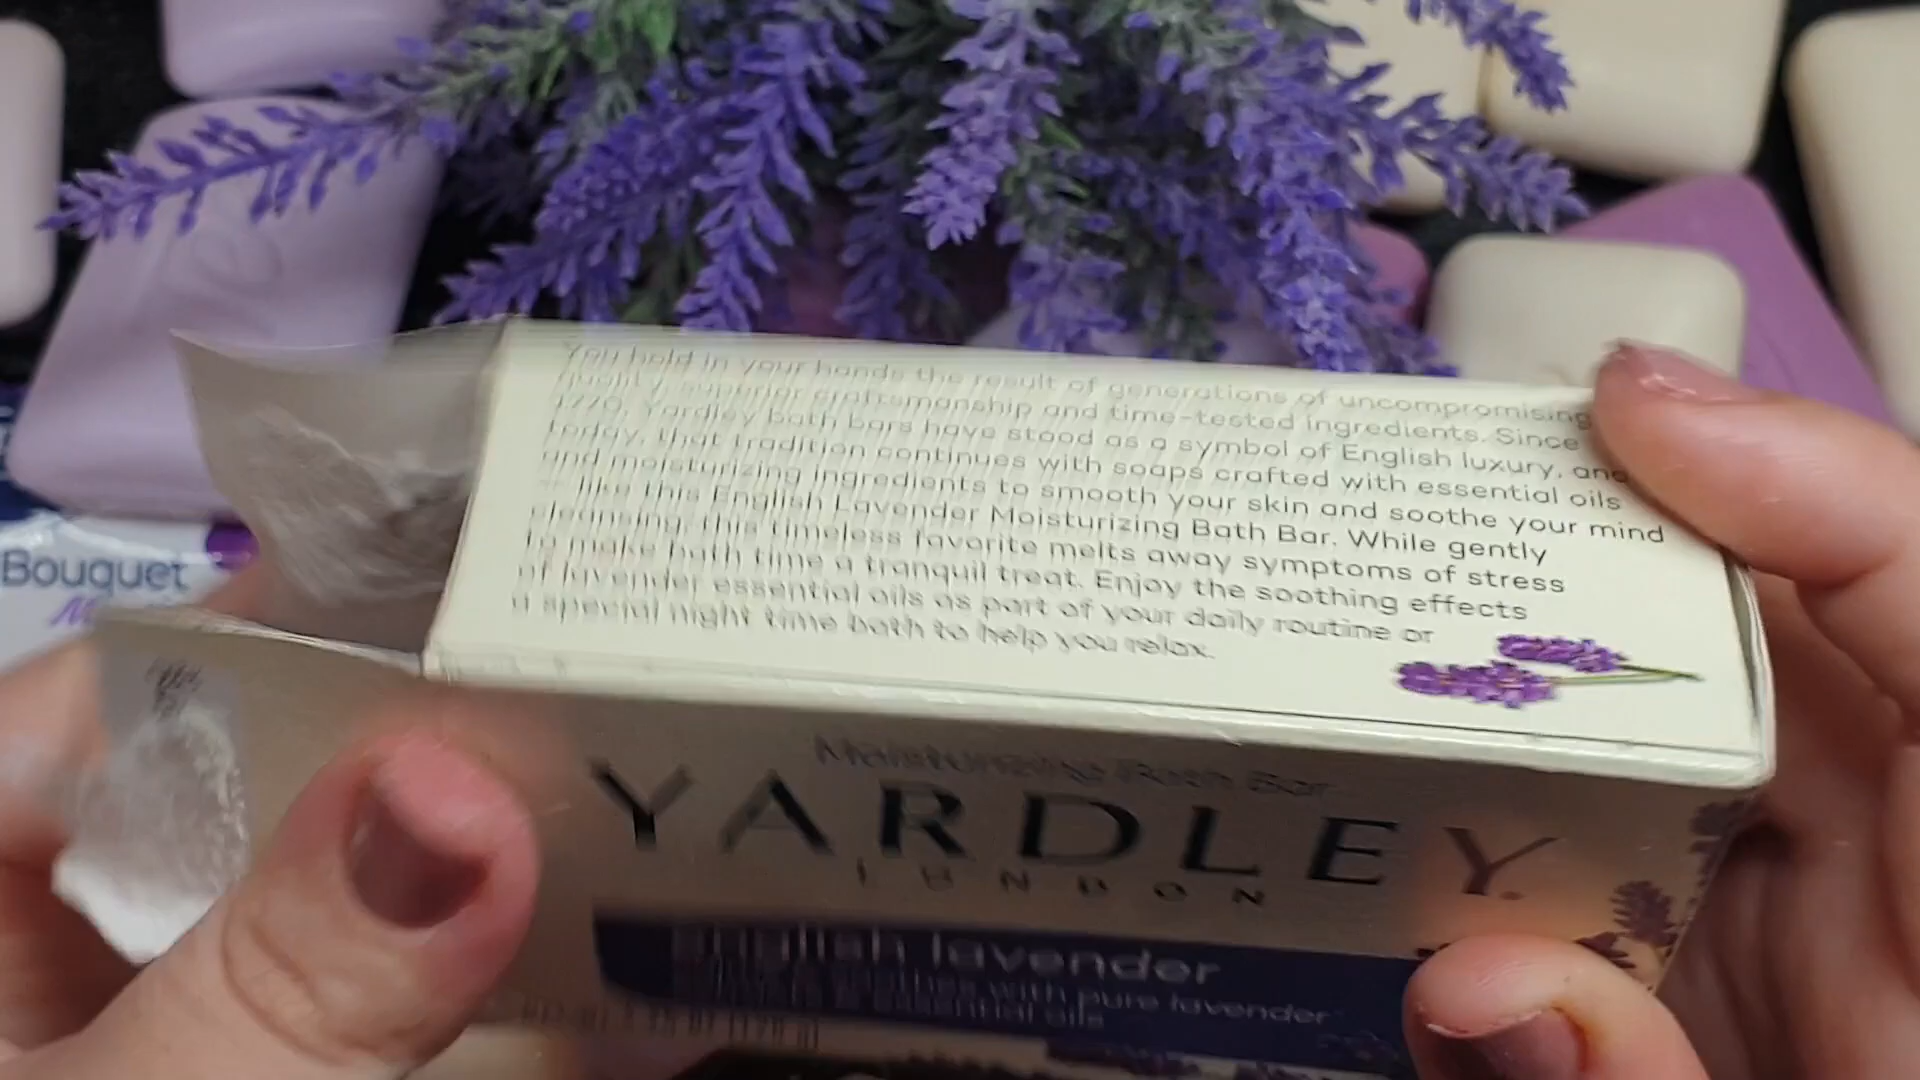 You hold in your hands the result of generations of uncompromising
quality, superior craftsmanship and time-tested ingredients. Since
1770, Yardley bath bars have stood as a symbol of English luxury, and
today, that tradition continues with soaps crafted with essential oils
and moisturizing ingredients to smooth your skin and soothe your mind
— like this English Lavender Moisturizing Bath Bar. While gently
cleansing, this timeless favorite melts away symptoms of stress
to make bath time a tranquil treat. Enjoy the soothing effects
of lavender essential oils as part of your daily routine or
a special night time bath to help you relax.
Bouquet
Moisturizing Bath Bar
YARDLEY
LONDON
English lavender
soothes with pure lavender
essential oils